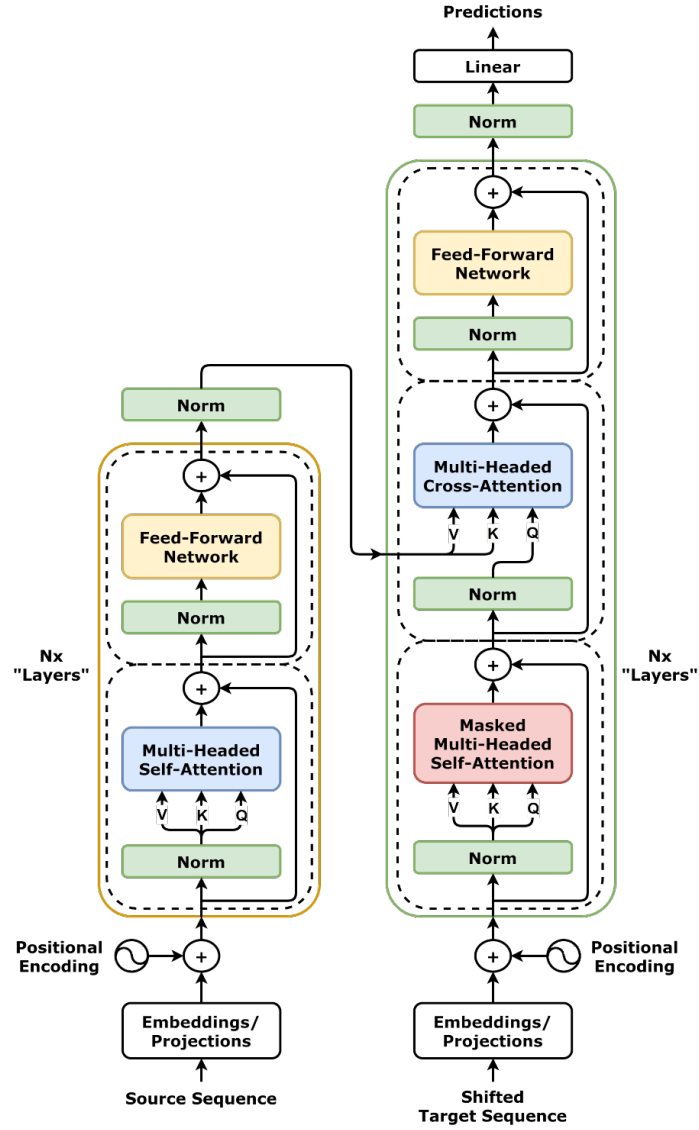 Predictions
Linear
Norm
+
Feed-Forward
Network
Norm
+
Multi-Headed
Cross-Attention
V K Q
Norm
+
Masked
Multi-Headed
Self-Attention
V K Q
Norm
Nx
"Layers"
+
Positional
Encoding
Embeddings/
Projections
Shifted
Target Sequence
Norm
+
Feed-Forward
Network
Norm
+
Multi-Headed
Self-Attention
V K Q
Norm
Nx
"Layers"
Positional
Encoding
+
Embeddings/
Projections
Source Sequence